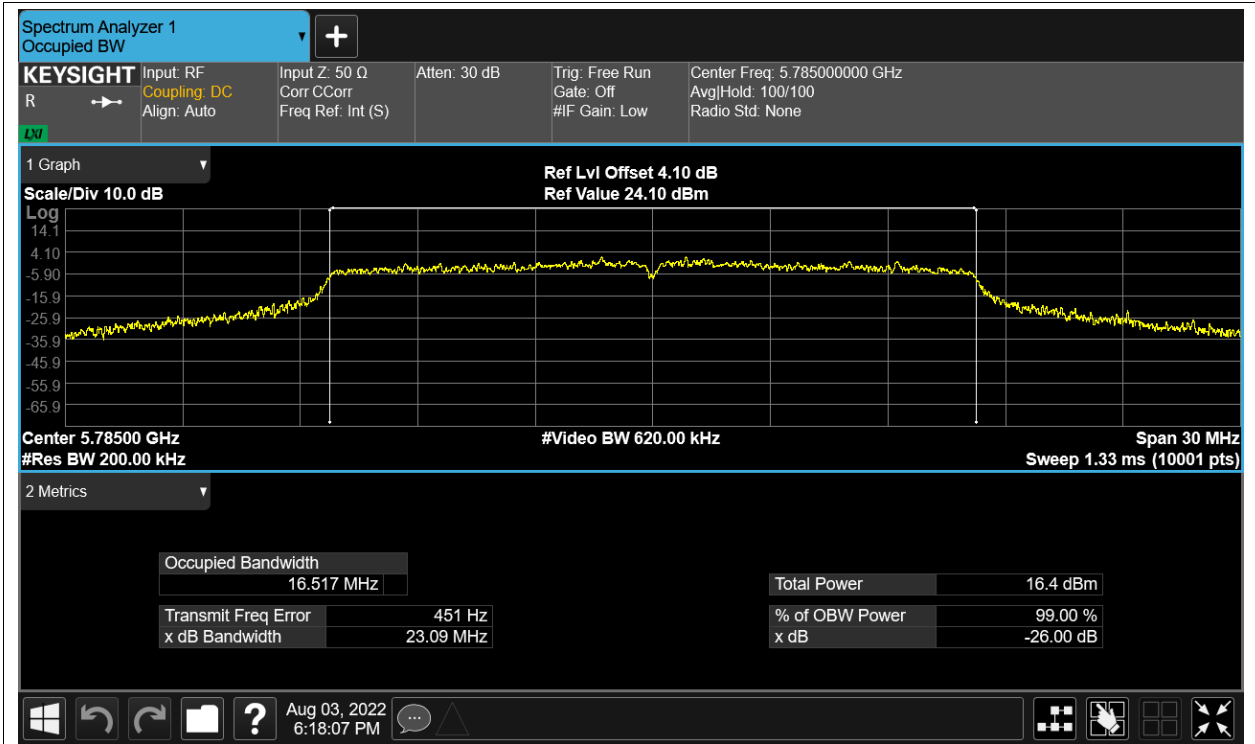 Spectrum Analyzer 1
Occupied BW
▼
+
KEYSIGHT
R
LXI
Input: RF
Coupling: DC
Align: Auto
Input Z: 50 Ω
Corr CCorr
Freq Ref: Int (S)
Atten: 30 dB
Trig: Free Run
Gate: Off
#IF Gain: Low
Center Freq: 5.785000000 GHz
Avg|Hold: 100/100
Radio Std: None
1 Graph ▼
Scale/Div 10.0 dB
Ref Lvl Offset 4.10 dB
Ref Value 24.10 dBm
Log
14.1
4.10
-5.90
-15.9
-25.9
-35.9
-45.9
-55.9
-65.9
Center 5.78500 GHz
#Video BW 620.00 kHz
Span 30 MHz
#Res BW 200.00 kHz
Sweep 1.33 ms (10001 pts)
2 Metrics ▼
Occupied Bandwidth
16.517 MHz
Total Power 16.4 dBm
Transmit Freq Error 451 Hz
% of OBW Power 99.00 %
x dB Bandwidth 23.09 MHz
x dB -26.00 dB
?
Aug 03, 2022
6:18:07 PM